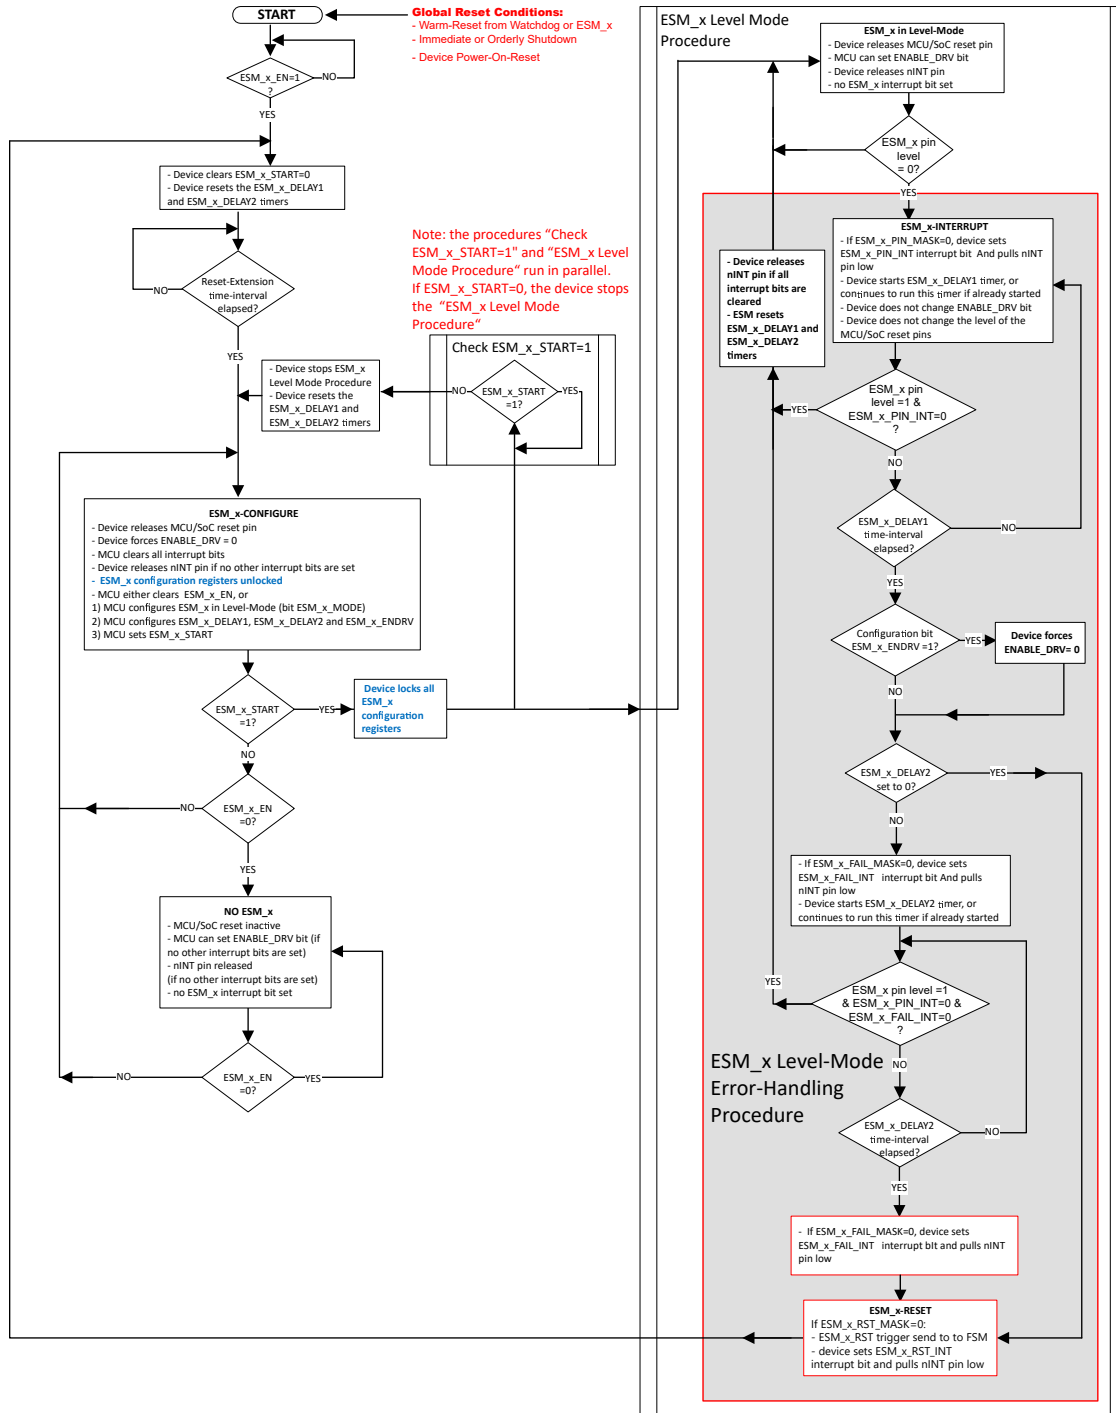 START
Global Reset Conditions:
- Warm-Reset from Watchdog or ESM_x
- Immediate or Orderly Shutdown
- Device Power-On-Reset
ESM_x_EN=1
?
NO
YES
- Device clears ESM_x_START=0
- Device resets the ESM_x_DELAY1
and ESM_x_DELAY2 timers
Reset-Extension
time-interval
elapsed?
NO
YES
Note: the procedures “Check
ESM_x_START=1" and “ESM_x Level
Mode Procedure“ run in parallel.
If ESM_x_START=0, the device stops
the “ESM_x Level Mode
Procedure“
Check ESM_x_START=1
ESM_x_START
=1?
YES
NO
- Device stops ESM_x
Level Mode Procedure
- Device resets the
ESM_x_DELAY1 and
ESM_x_DELAY2 timers
ESM_x-CONFIGURE
- Device releases MCU/SoC reset pin
- Device forces ENABLE_DRV = 0
- MCU clears all interrupt bits
- Device releases nINT pin if no other interrupt bits are set
- ESM_x configuration registers unlocked
- MCU either clears ESM_x_EN, or
1) MCU configures ESM_x in Level-Mode (bit ESM_x_MODE)
2) MCU configures ESM_x_DELAY1, ESM_x_DELAY2 and ESM_x_ENDRV
3) MCU sets ESM_x_START
ESM_x_START
=1?
YES
NO
Device locks all
ESM_x
configuration
registers
ESM_x_EN
=0?
NO
YES
NO ESM_x
- MCU/SoC reset inactive
- MCU can set ENABLE_DRV bit (if
no other interrupt bits are set)
- nINT pin released
(if no other interrupt bits are set)
- no ESM_x interrupt bit set
ESM_x_EN
=0?
NO
YES
ESM_x Level Mode
Procedure
ESM_x in Level-Mode
- Device releases MCU/SoC reset pin
- MCU can set ENABLE_DRV bit
- Device releases nINT pin
- no ESM_x interrupt bit set
ESM_x pin
level
= 0?
YES
ESM_x-INTERRUPT
- If ESM_x_PIN_MASK=0, device sets
ESM_x_PIN_INT interrupt bit And pulls nINT
pin low
- Device starts ESM_x_DELAY1 timer, or
continues to run this timer if already started
- Device does not change ENABLE_DRV bit
- Device does not change the level of the
MCU/SoC reset pins
- Device releases
nINT pin if all
interrupt bits are
cleared
- ESM resets
ESM_x_DELAY1 and
ESM_x_DELAY2
timers
ESM_x pin
level =1 &
ESM_x_PIN_INT=0
?
YES
NO
ESM_x_DELAY1
time-interval
elapsed?
NO
YES
Configuration bit
ESM_x_ENDRV =1?
YES
Device forces
ENABLE_DRV= 0
NO
ESM_x_DELAY2
set to 0?
YES
NO
- If ESM_x_FAIL_MASK=0, device sets
ESM_x_FAIL_INT interrupt bit And pulls
nINT pin low
- Device starts ESM_x_DELAY2 timer, or
continues to run this timer if already started
YES
ESM_x pin level =1
& ESM_x_PIN_INT=0 &
ESM_x_FAIL_INT=0
?
NO
ESM_x Level-Mode
Error-Handling
Procedure
ESM_x_DELAY2
time-interval
elapsed?
NO
YES
- If ESM_x_FAIL_MASK=0, device sets
ESM_x_FAIL_INT interrupt bIt and pulls nINT
pin low
ESM_x-RESET
If ESM_x_RST_MASK=0:
- ESM_x_RST trigger send to to FSM
- device sets ESM_x_RST_INT
interrupt bit and pulls nINT pin low